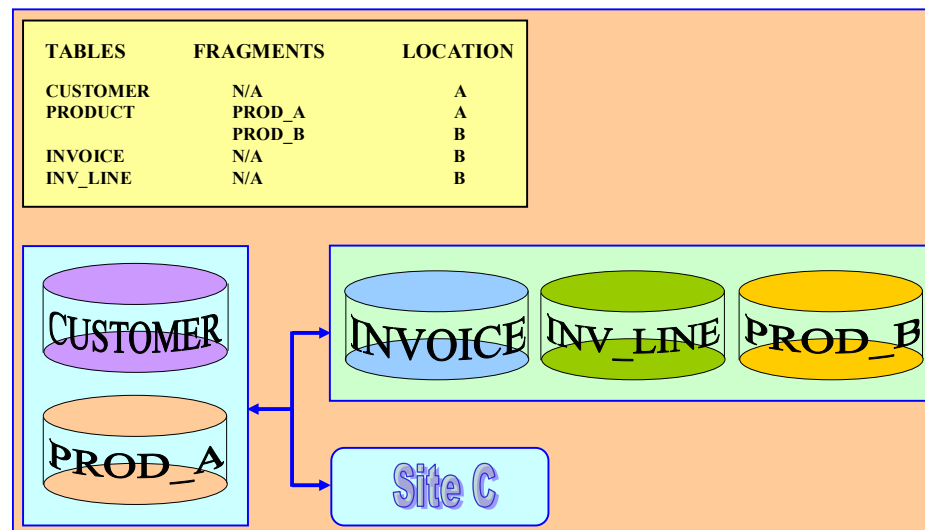 TABLES FRAGMENTS LOCATION
CUSTOMER N/A A
PRODUCT PROD_A A
PROD_B B
INVOICE N/A B
INV_LINE N/A B
CUSTOMER
INVOICE INV_LINE PROD_B
PROD_A
Site C